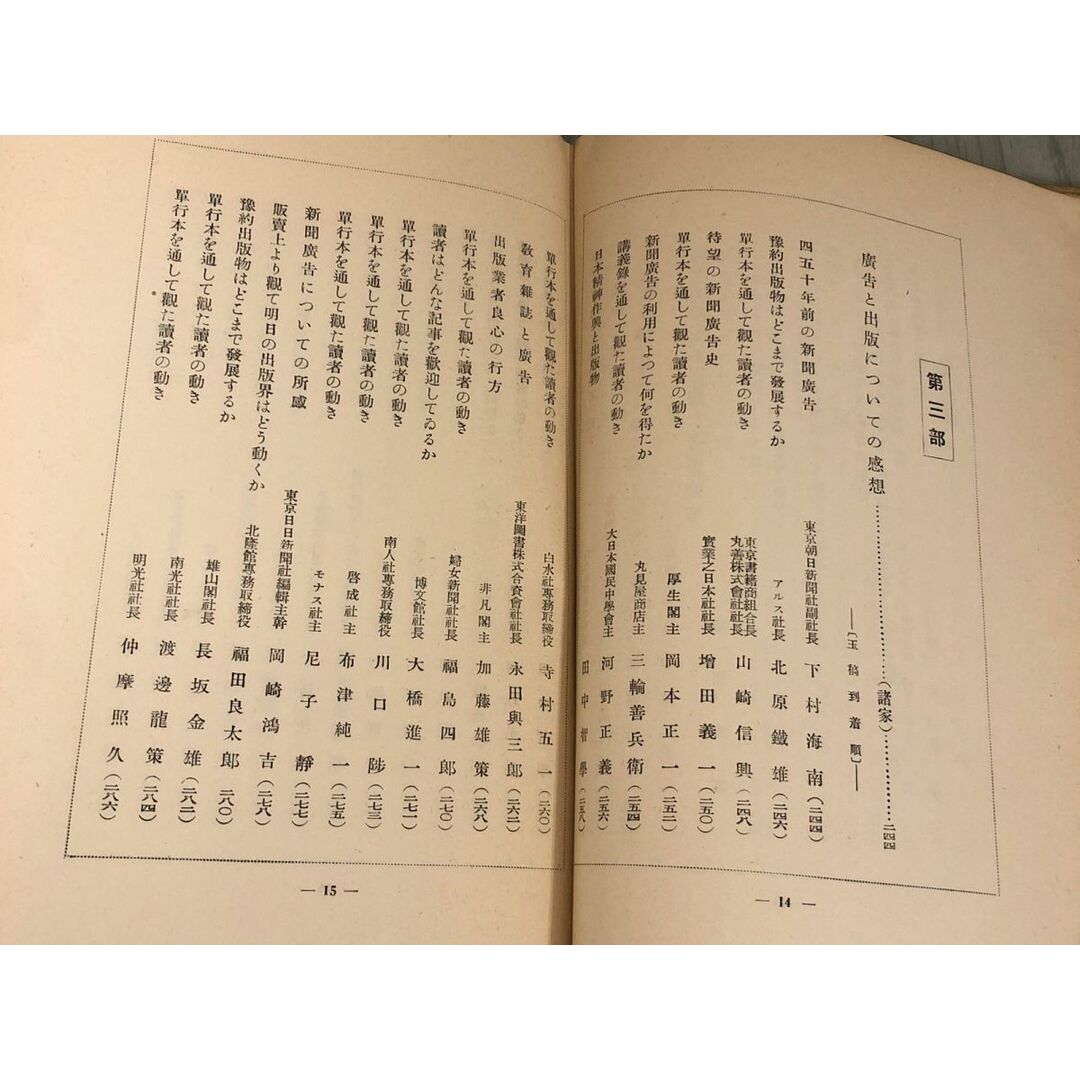 第三部
廣告と出版についての感想……………………(諸家)…………二四四
――〔玉稿到着順〕――
四五十年前の新聞廣告 東京朝日新聞社副社長 下村海南(二四四)
豫約出版物はどこまで發展するか アルス社長 北原鐵雄(二四六)
單行本を通して觀た讀者の動き 東京書籍商組合長 丸善株式會社社長 山崎信興(二四八)
待望の新聞廣告史 實業之日本社社長 增田義一(二五〇)
單行本を通して觀た讀者の動き 厚生閣主 岡本正一(二五二)
新聞廣告の利用によつて何を得たか 丸見屋商店主 三輪善兵衛(二五四)
講義錄を通して觀た讀者の動き 大日本國民中學會主 河野正義(二五六)
日本精神作興と出版物 田中智學(二五八)
― 14 ―
單行本を通して觀た讀者の動き 白水社專務取締役 寺村五一(二六〇)
教育雜誌と廣告 東洋圖書株式合資會社社長 永田與三郎(二六二)
出版業者良心の行方 非凡閣主 加藤雄策(二六八)
單行本を通して觀た讀者の動き 婦女新聞社社長 福島四郎(二七〇)
讀者はどんな記事を歡迎してゐるか 博文館社長 大橋進一(二七一)
單行本を通して觀た讀者の動き 南人社專務取締役 川口陟(二七三)
單行本を通して觀た讀者の動き 啓成社主 布津純一(二七五)
單行本を通して觀た讀者の動き モナス社主 尼子靜(二七七)
新聞廣告についての所感 東京日日新聞社編輯主幹 岡崎鴻吉(二七八)
販賣上より觀て明日の出版界はどう動くか 北隆館專務取締役 福田良太郎(二八〇)
豫約出版物はどこまで發展するか 雄山閣社長 長坂金雄(二八二)
單行本を通して觀た讀者の動き 南光社社長 渡邊龍策(二八四)
單行本を通して觀た讀者の動き 明光社社長 仲摩照久(二八六)
― 15 ―